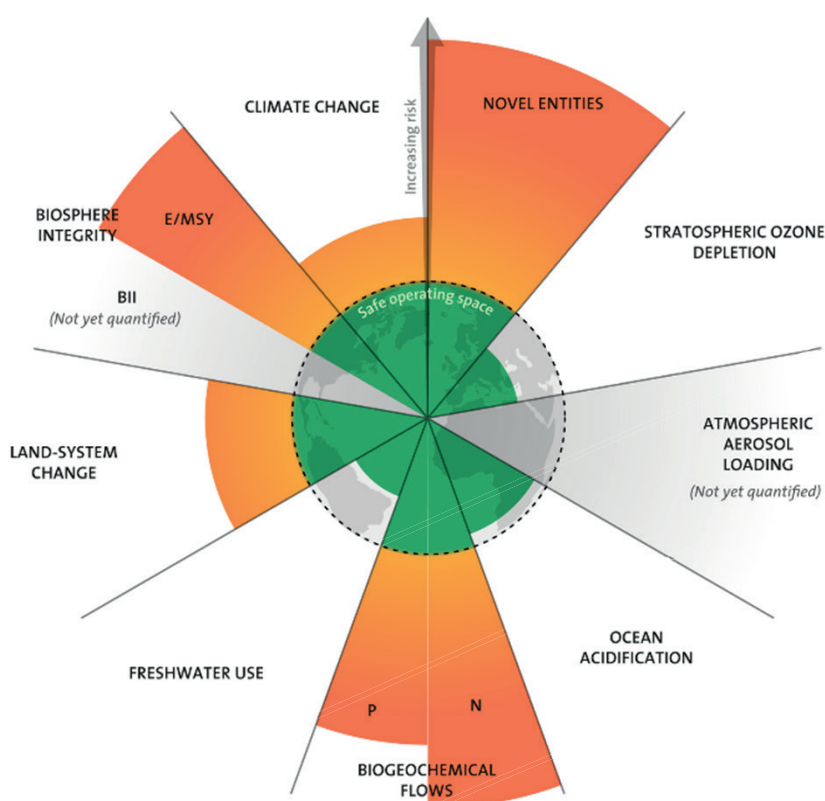 CLIMATE CHANGE
Increasing risk
NOVEL ENTITIES
BIOSPHERE
INTEGRITY
E/MSY
STRATOSPHERIC OZONE
DEPLETION
BII
(Not yet quantified)
Safe operating space
LAND-SYSTEM
CHANGE
ATMOSPHERIC
AEROSOL
LOADING
(Not yet quantified)
FRESHWATER USE
OCEAN
ACIDIFICATION
P
N
BIOGEOCHEMICAL
FLOWS